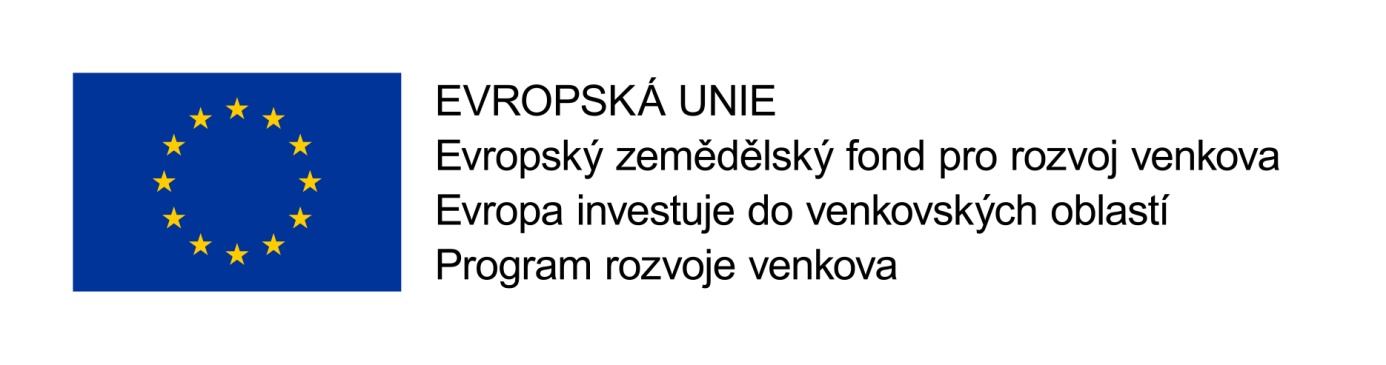 EVROPSKÁ UNIE
Evropský zemědělský fond pro rozvoj venkova
Evropa investuje do venkovských oblastí
Program rozvoje venkova